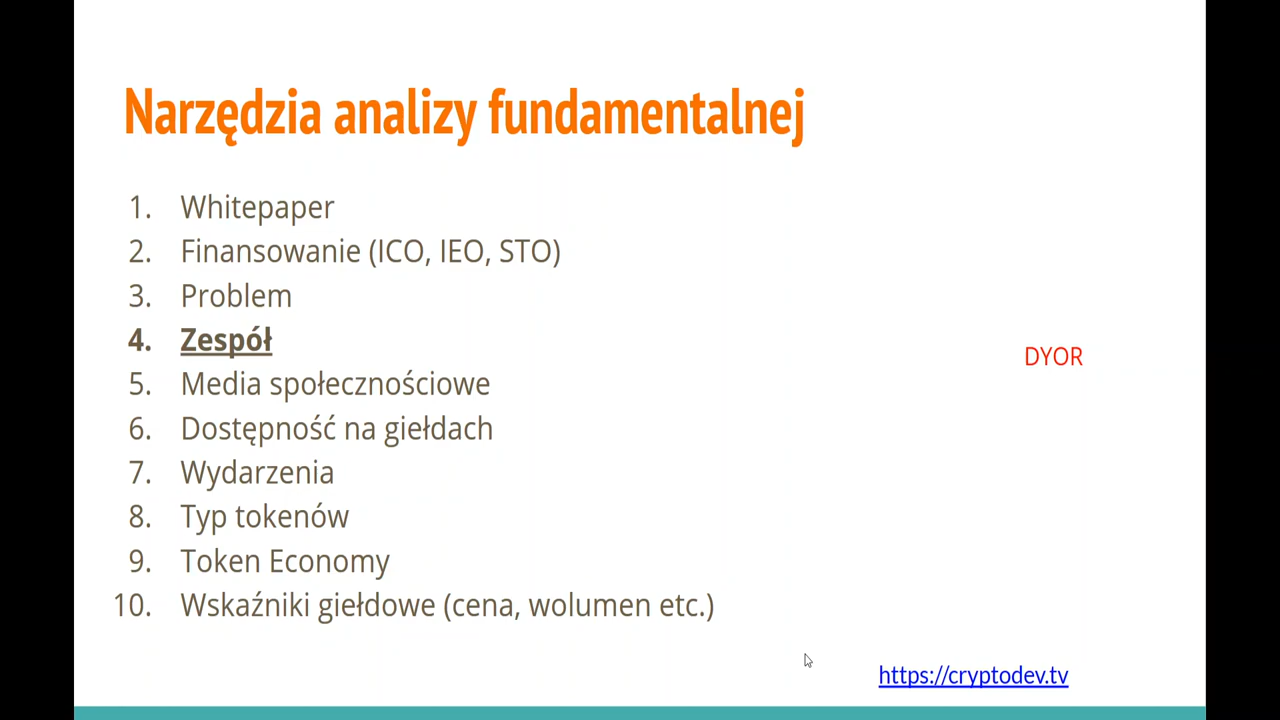 Narzędzia analizy fundamentalnej
1. Whitepaper
2. Finansowanie (ICO, IEO, STO)
3. Problem
4. Zespół
5. Media społecznościowe
6. Dostępność na giełdach
7. Wydarzenia
8. Typ tokenów
9. Token Economy
10. Wskaźniki giełdowe (cena, wolumen etc.)
DYOR
https://cryptodev.tv